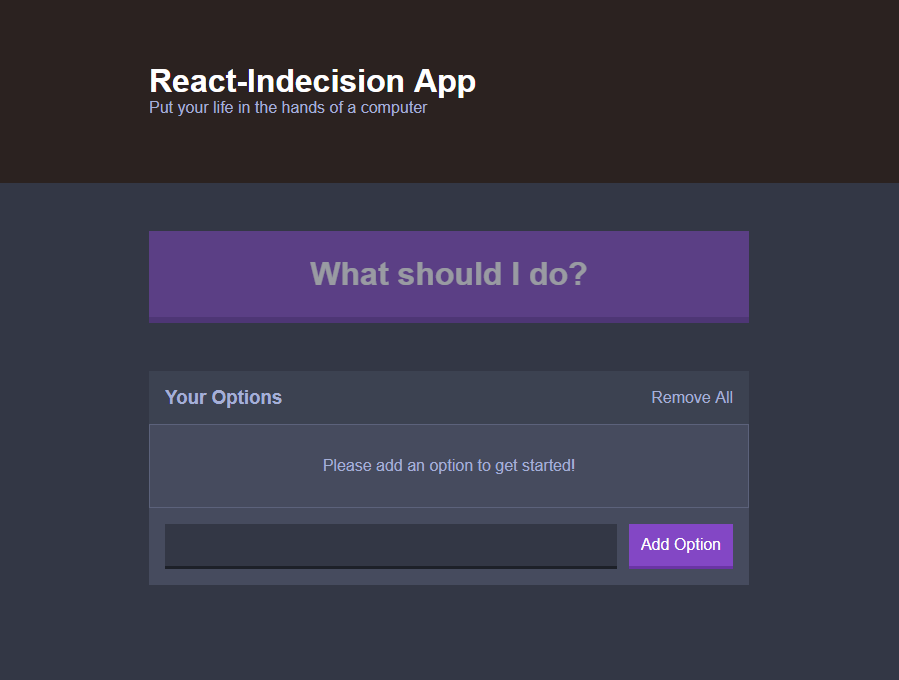 React-Indecision App
Put your life in the hands of a computer
What should I do?
Your Options
Remove All
Please add an option to get started!
Add Option